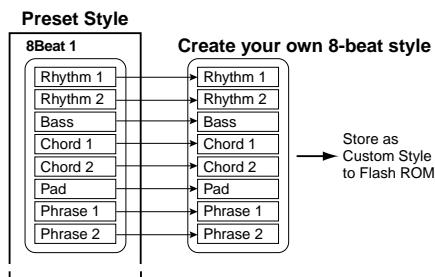 Preset Style
8Beat 1
Rhythm 1
Rhythm 2
Bass
Chord 1
Chord 2
Pad
Phrase 1
Phrase 2
Create your own 8-beat style
Rhythm 1
Rhythm 2
Bass
Chord 1
Chord 2
Pad
Phrase 1
Phrase 2
Store as
Custom Style
to Flash ROM